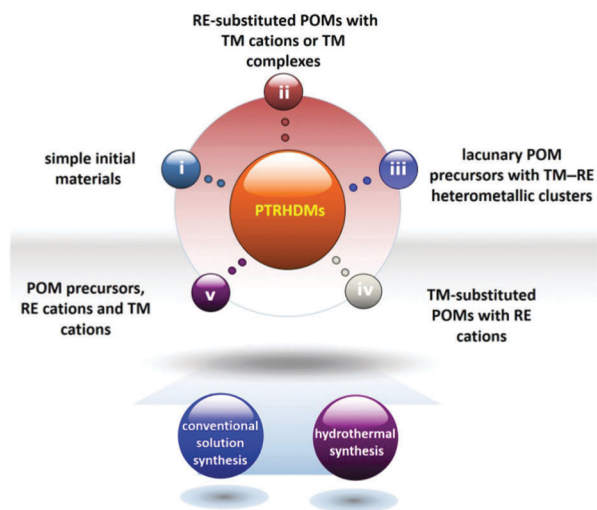 RE-substituted POMs with
TM cations or TM
complexes
ii
simple initial
materials
i
iii
lacunary POM
precursors with TM–RE
heterometallic clusters
PTRHDMs
POM precursors,
RE cations and TM
cations
v
iv
TM-substituted
POMs with RE
cations
conventional
solution
synthesis
hydrothermal
synthesis